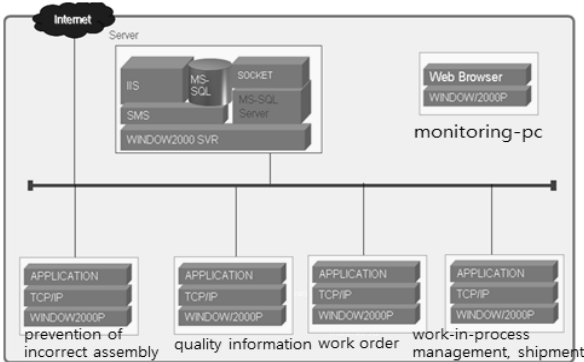 Internet
Server
IIS
MS-
SQL
SOCKET
MS-SQL
Server
SMS
WINDOW2000 SVR
Web Browser
WINDOW/2000P
monitoring-pc
APPLICATION
TCP/IP
WINDOW2000P
prevention of
incorrect assembly
APPLICATION
TCP/IP
WINDOW/2000P
quality information
APPLICATION
TCP/IP
WINDOW2000P
work order
APPLICATION
TCP/IP
WINDOW/2000P
work-in-process
management, shipment